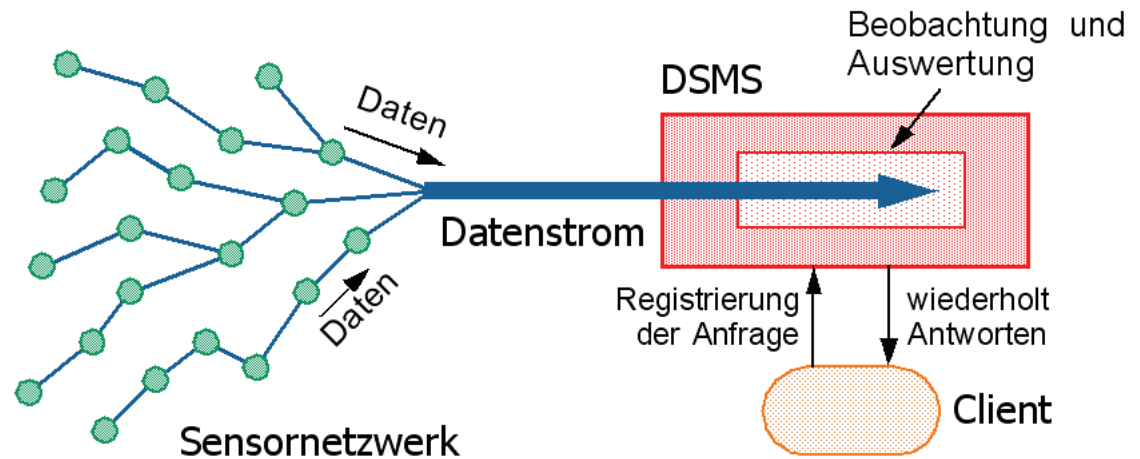 Beobachtung und
Auswertung
DSMS
Daten
Datenstrom
Daten
Registrierung
der Anfrage
wiederholt
Antworten
Client
Sensornetzwerk